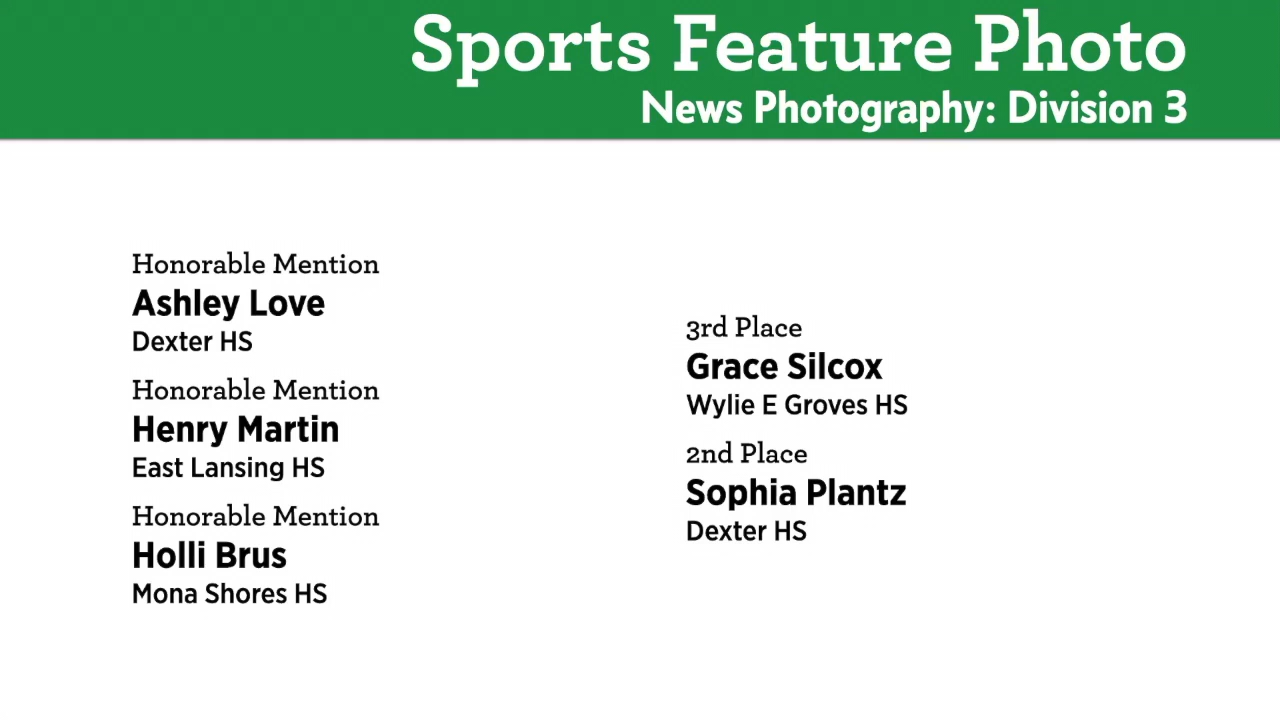 Sports Feature Photo
News Photography: Division 3
Honorable Mention
Ashley Love
Dexter HS
Honorable Mention
Henry Martin
East Lansing HS
Honorable Mention
Holli Brus
Mona Shores HS
3rd Place
Grace Silcox
Wylie E Groves HS
2nd Place
Sophia Plantz
Dexter HS